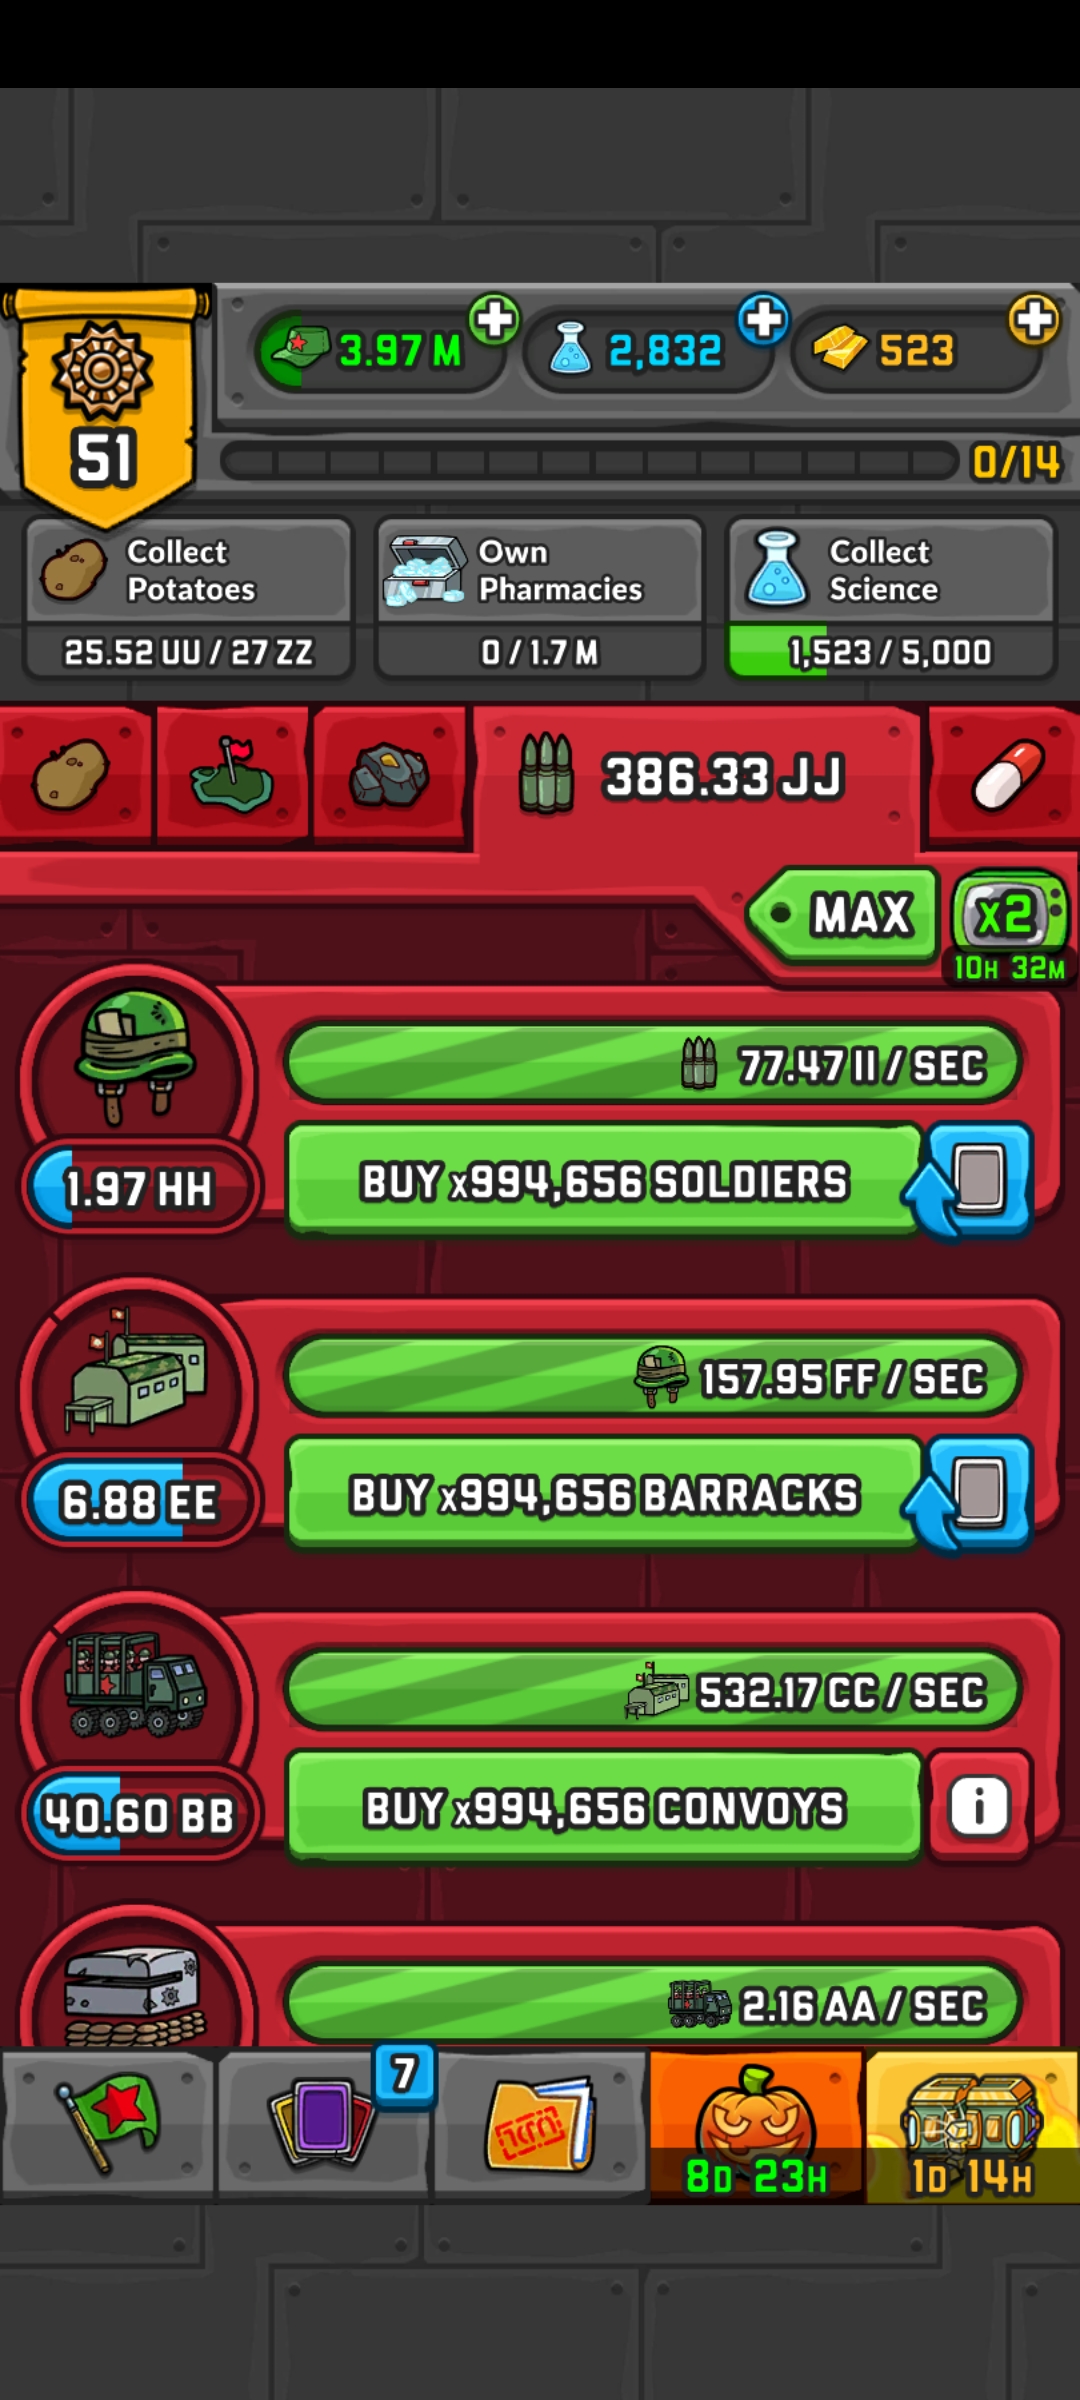 3.97 M
2,832
523
51
0/14
Collect
Potatoes
25.52 UU / 27 ZZ
Own
Pharmacies
0 / 1.7 M
Collect
Science
1,523 / 5,000
386.33 JJ
MAX
x2
10H 32M
77.47 II / SEC
1.97 HH
BUY x994,656 SOLDIERS
157.95 FF / SEC
6.88 EE
BUY x994,656 BARRACKS
532.17 CC / SEC
40.60 BB
BUY x994,656 CONVOYS
i
2.16 AA / SEC
7
8D 23H
1D 14H